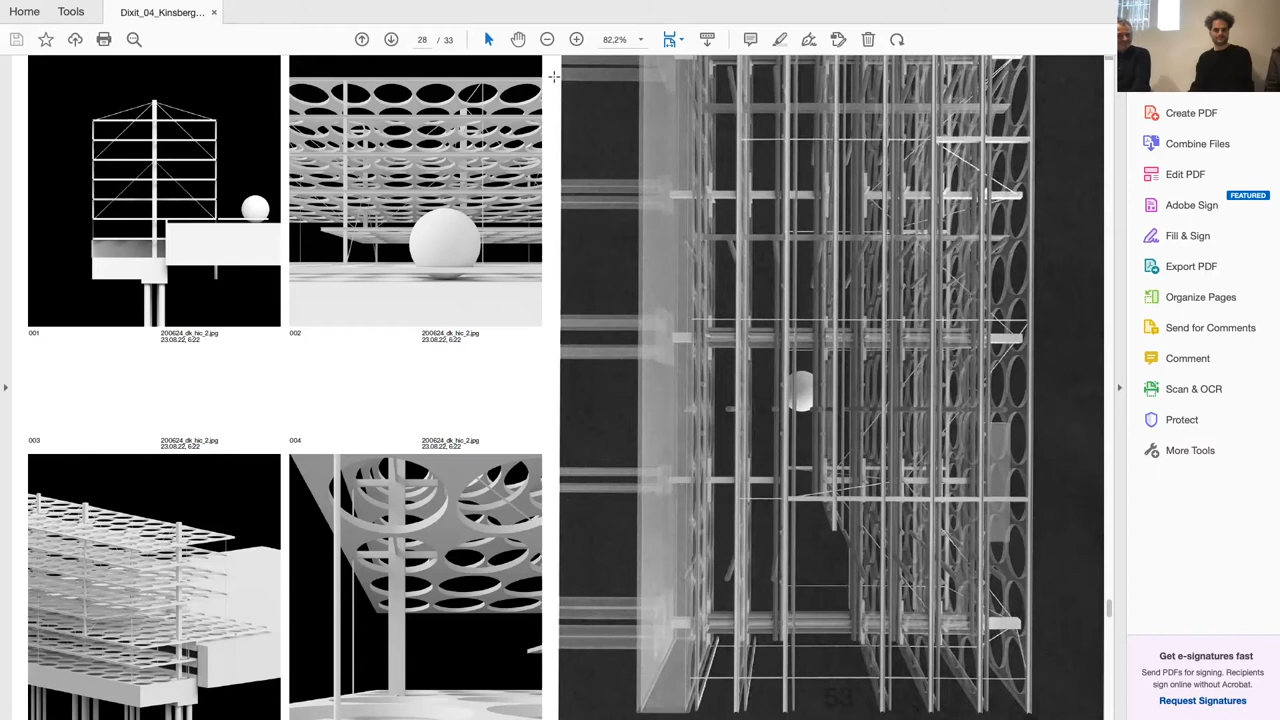 Home
Tools
Dixit_04_Kinsberg...
28 / 33
82,2%
Create PDF
Combine Files
Edit PDF
FEATURED
Adobe Sign
Fill & Sign
Export PDF
Organize Pages
Send for Comments
Comment
Scan & OCR
Protect
More Tools
001
200624_dk_hic_2.jpg
23.08.22, 6:22
002
200624_dk_hic_2.jpg
23.08.22, 6:22
003
200624_dk_hic_2.jpg
23.08.22, 6:22
004
200624_dk_hic_2.jpg
23.08.22, 6:22
53
Get e-signatures fast
Send PDFs for signing. Recipients
sign online without Acrobat.
Request Signatures